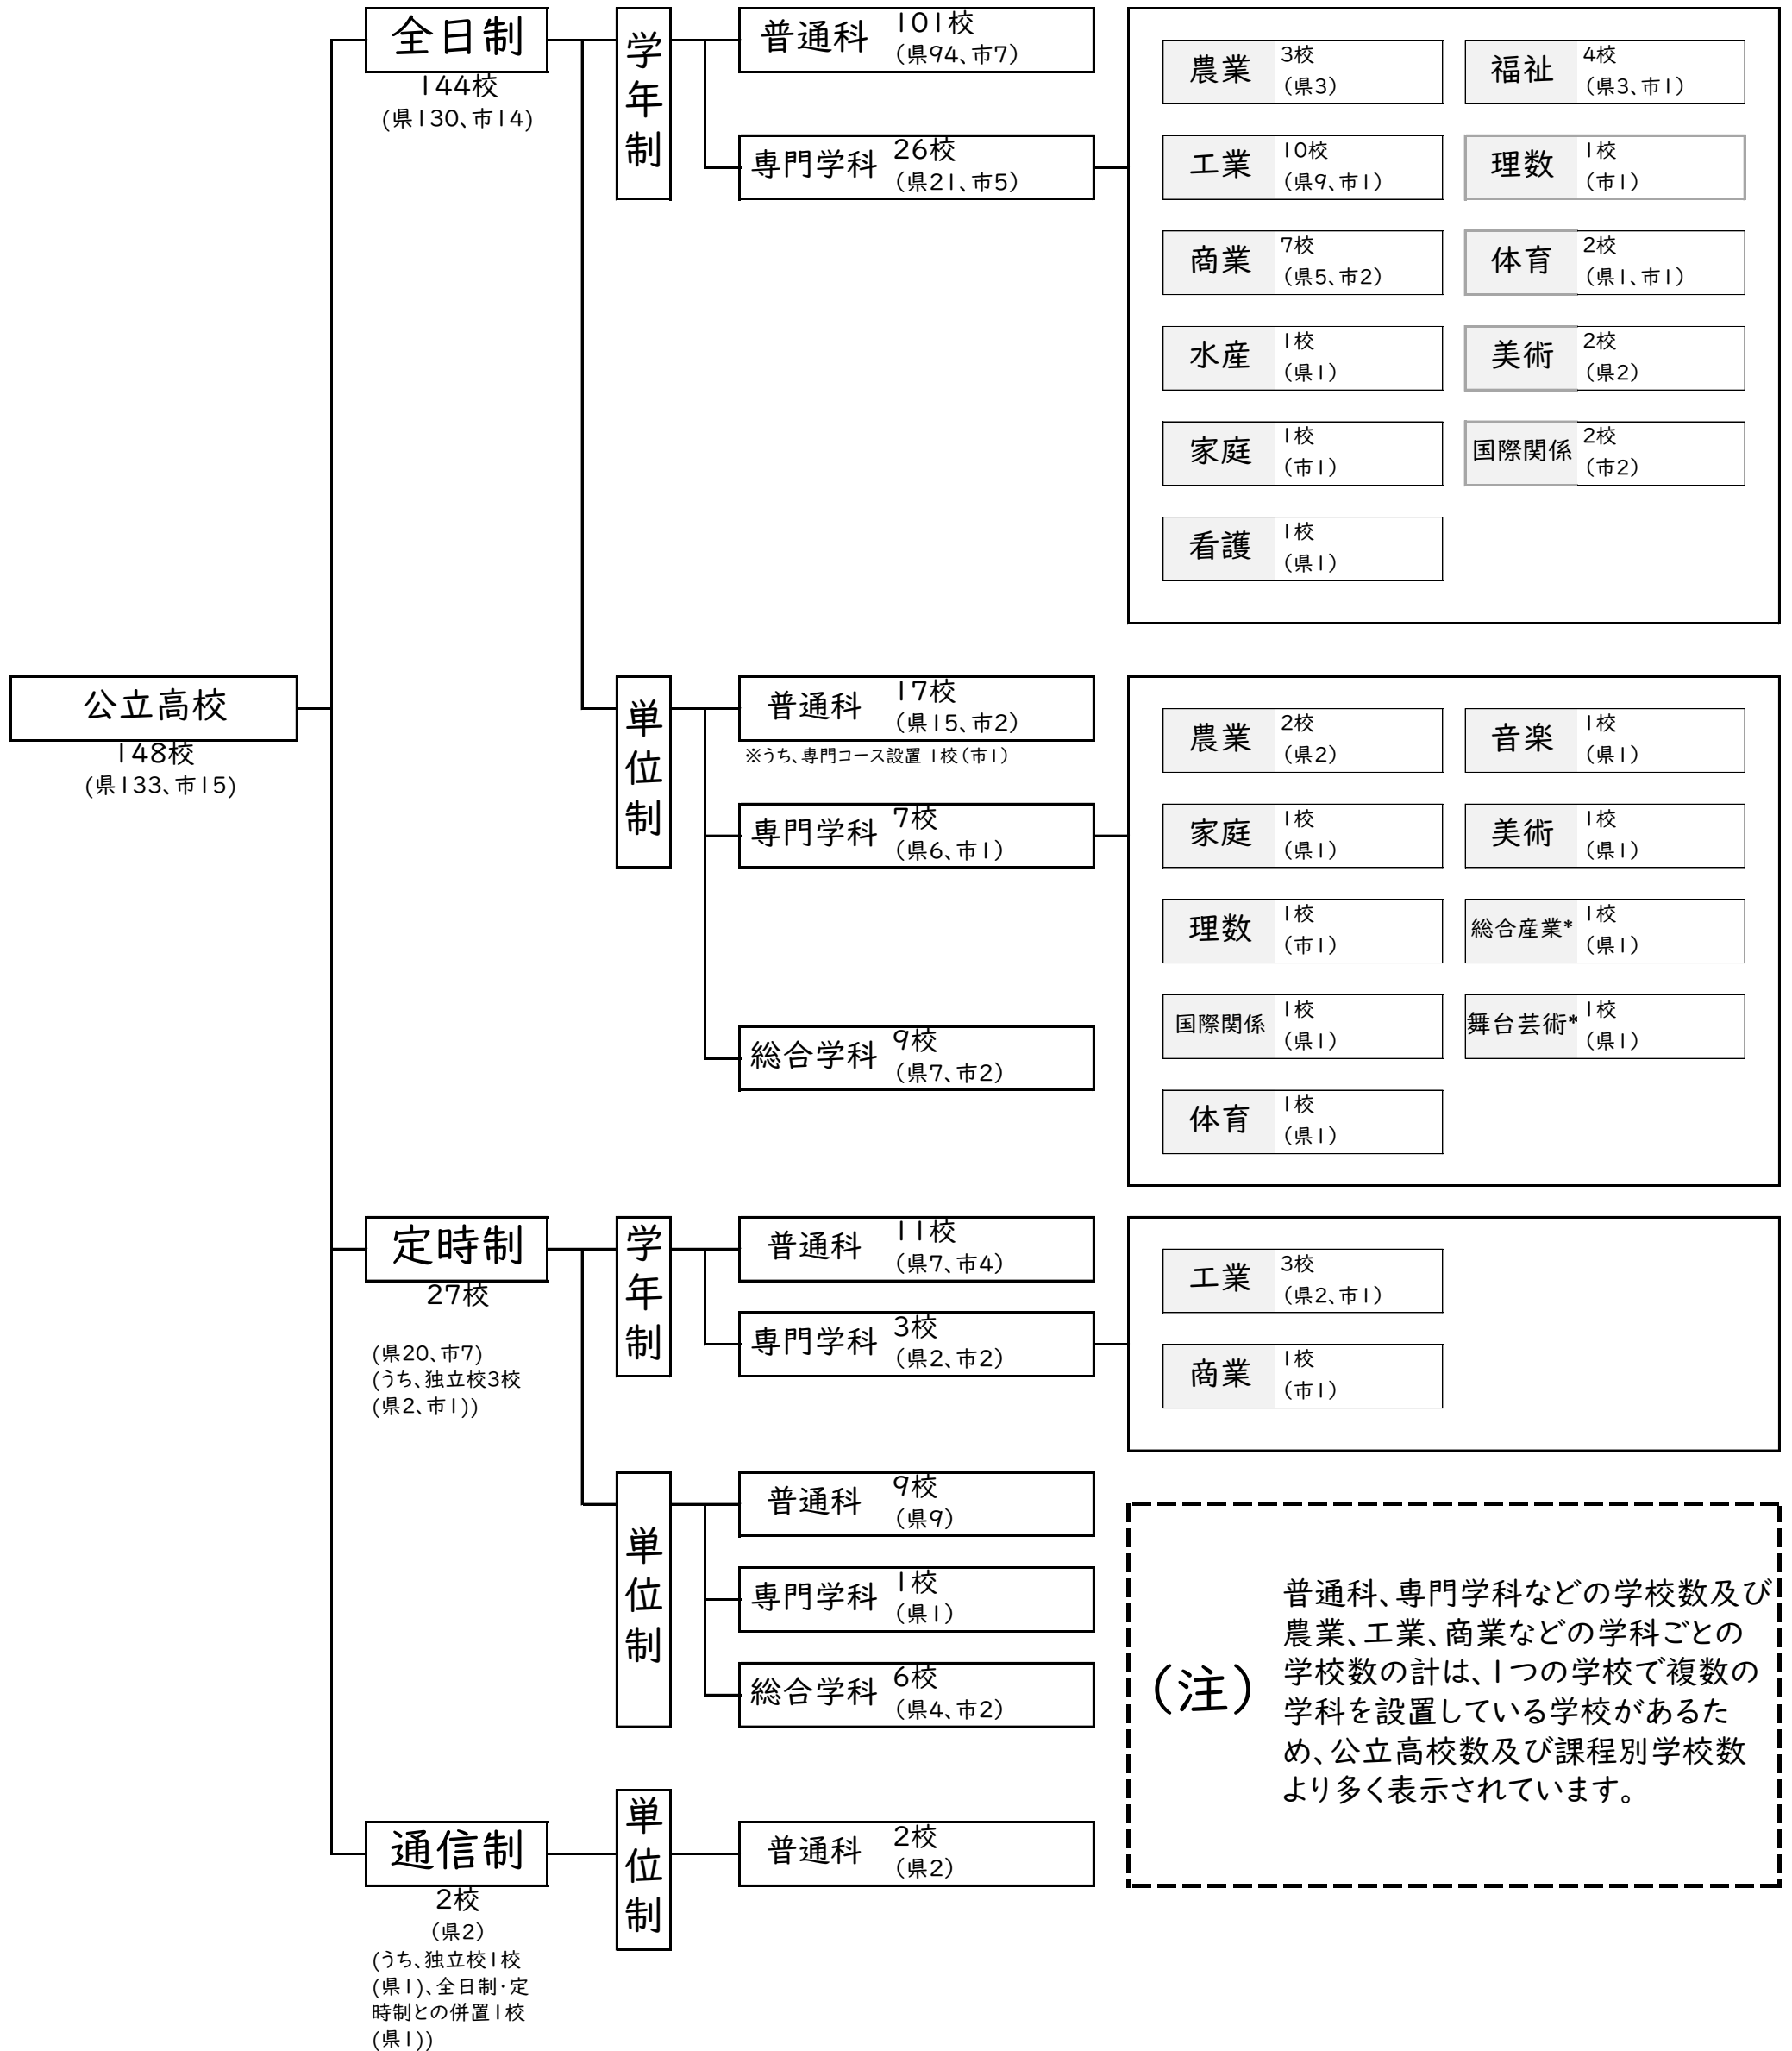 公立高校
148校
(県133、市15)
全日制
144校
(県130、市14)
学年制
普通科 101校
(県94、市7)
専門学科 26校
(県21、市5)
農業 3校
(県3)
工業 10校
(県9、市1)
商業 7校
(県5、市2)
水産 1校
(県1)
家庭 1校
(市1)
看護 1校
(県1)
福祉 4校
(県3、市1)
理数 1校
(市1)
体育 2校
(県1、市1)
美術 2校
(県2)
国際関係 2校
(市2)
単位制
普通科 17校
(県15、市2)
※うち、専門コース設置 1校(市1)
専門学科 7校
(県6、市1)
総合学科 9校
(県7、市2)
農業 2校
(県2)
家庭 1校
(県1)
理数 1校
(市1)
国際関係 1校
(県1)
体育 1校
(県1)
音楽 1校
(県1)
美術 1校
(県1)
総合産業* 1校
(県1)
舞台芸術* 1校
(県1)
定時制
27校
(県20、市7)
(うち、独立校3校
(県2、市1))
学年制
普通科 11校
(県7、市4)
専門学科 3校
(県2、市2)
工業 3校
(県2、市1)
商業 1校
(市1)
単位制
普通科 9校
(県9)
専門学科 1校
(県1)
総合学科 6校
(県4、市2)
通信制
2校
(県2)
(うち、独立校1校
(県1)、全日制・定
時制との併置1校
(県1))
単位制
普通科 2校
(県2)
(注)
普通科、専門学科などの学校数及び
農業、工業、商業などの学科ごとの
学校数の計は、1つの学校で複数の
学科を設置している学校があるた
め、公立高校数及び課程別学校数
より多く表示されています。